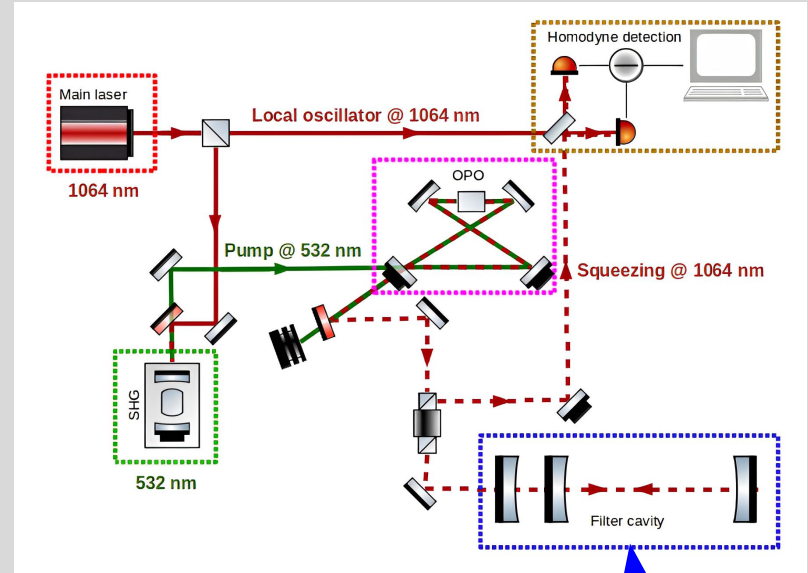 Homodyne detection
Main laser
Local oscillator @ 1064 nm
1064 nm
OPO
Pump @ 532 nm
Squeezing @ 1064 nm
SHG
532 nm
Filter cavity